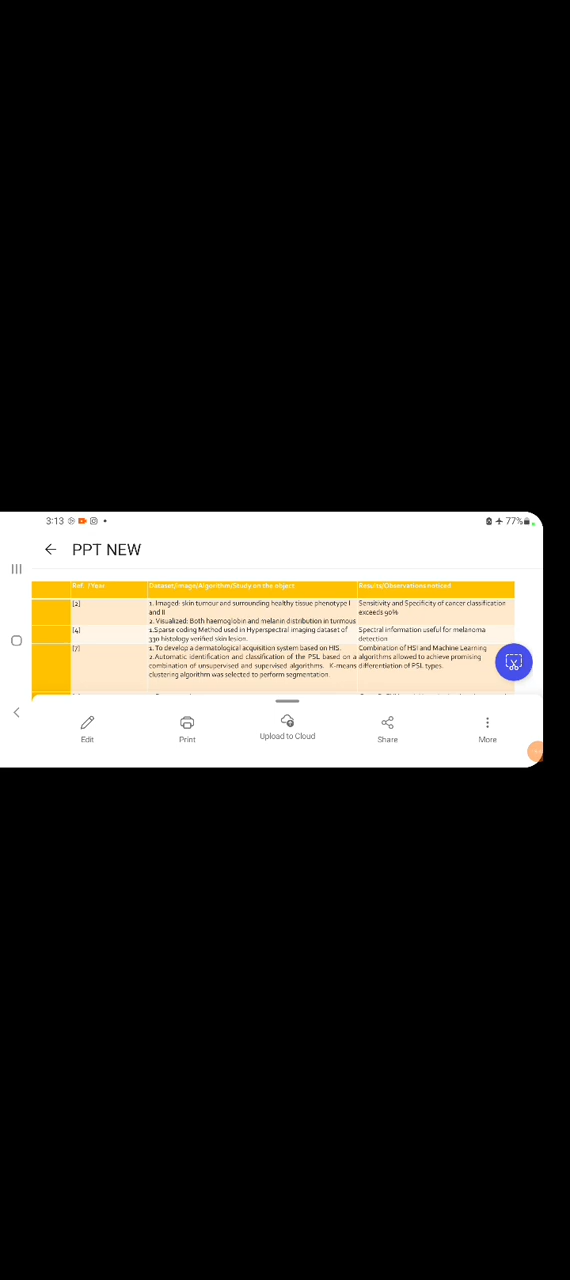 3:13
77%
PPT NEW
Ref. /Year
Dataset/Image/Algorithm/Study on the object
Results/Observations noticed
[2]
1. Imaged: skin tumour and surrounding healthy tissue phenotype I
and II
2. Visualized: Both haemoglobin and melanin distribution in turmous
Sensitivity and Specificity of cancer classification
exceeds 90%
[4]
1.Sparse coding Method used in Hyperspectral imaging dataset of
330 histology verified skin lesion.
Spectral information useful for melanoma
detection
[7]
1. To develop a dermatological acquisition system based on HIS.
2.Automatic identification and classification of the PSL based on a
combination of unsupervised and supervised algorithms. K-means
clustering algorithm was selected to perform segmentation
Combination of HSI and Machine Learning
algorithms allowed to achieve promising
differentiation of PSL types.
Edit
Print
Upload to Cloud
Share
More